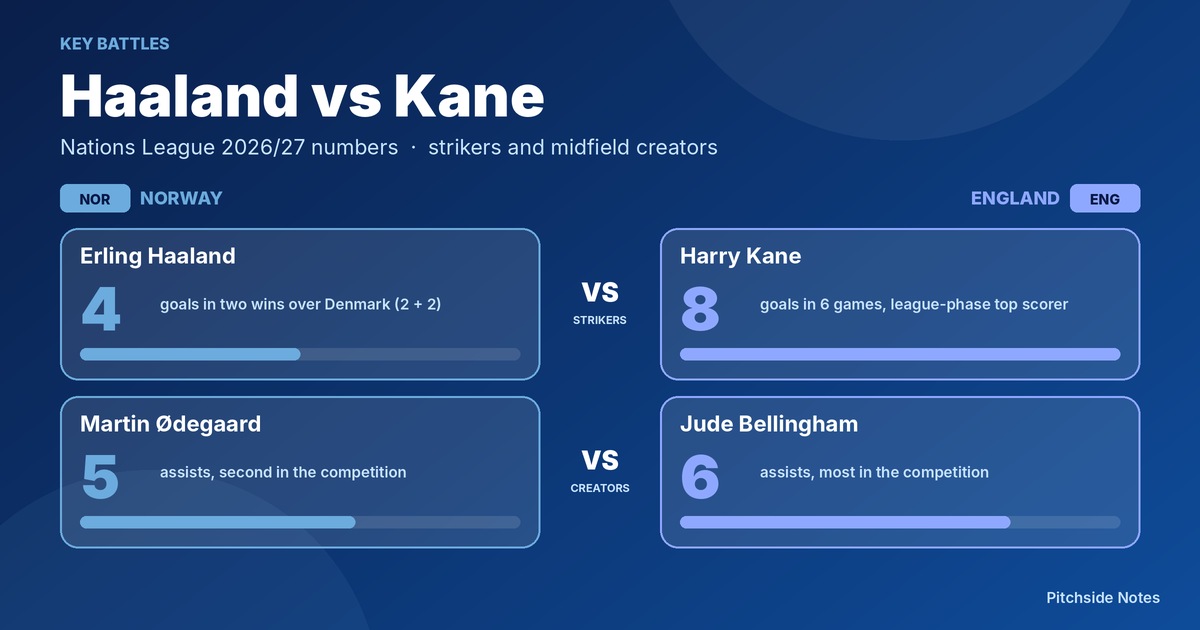 KEY BATTLES
Haaland vs Kane
Nations League 2026/27 numbers · strikers and midfield creators
NOR NORWAY
ENGLAND ENG
Erling Haaland
4 goals in two wins over Denmark (2 + 2)
VS
STRIKERS
Harry Kane
8 goals in 6 games, league-phase top scorer
Martin Ødegaard
5 assists, second in the competition
VS
CREATORS
Jude Bellingham
6 assists, most in the competition
Pitchside Notes